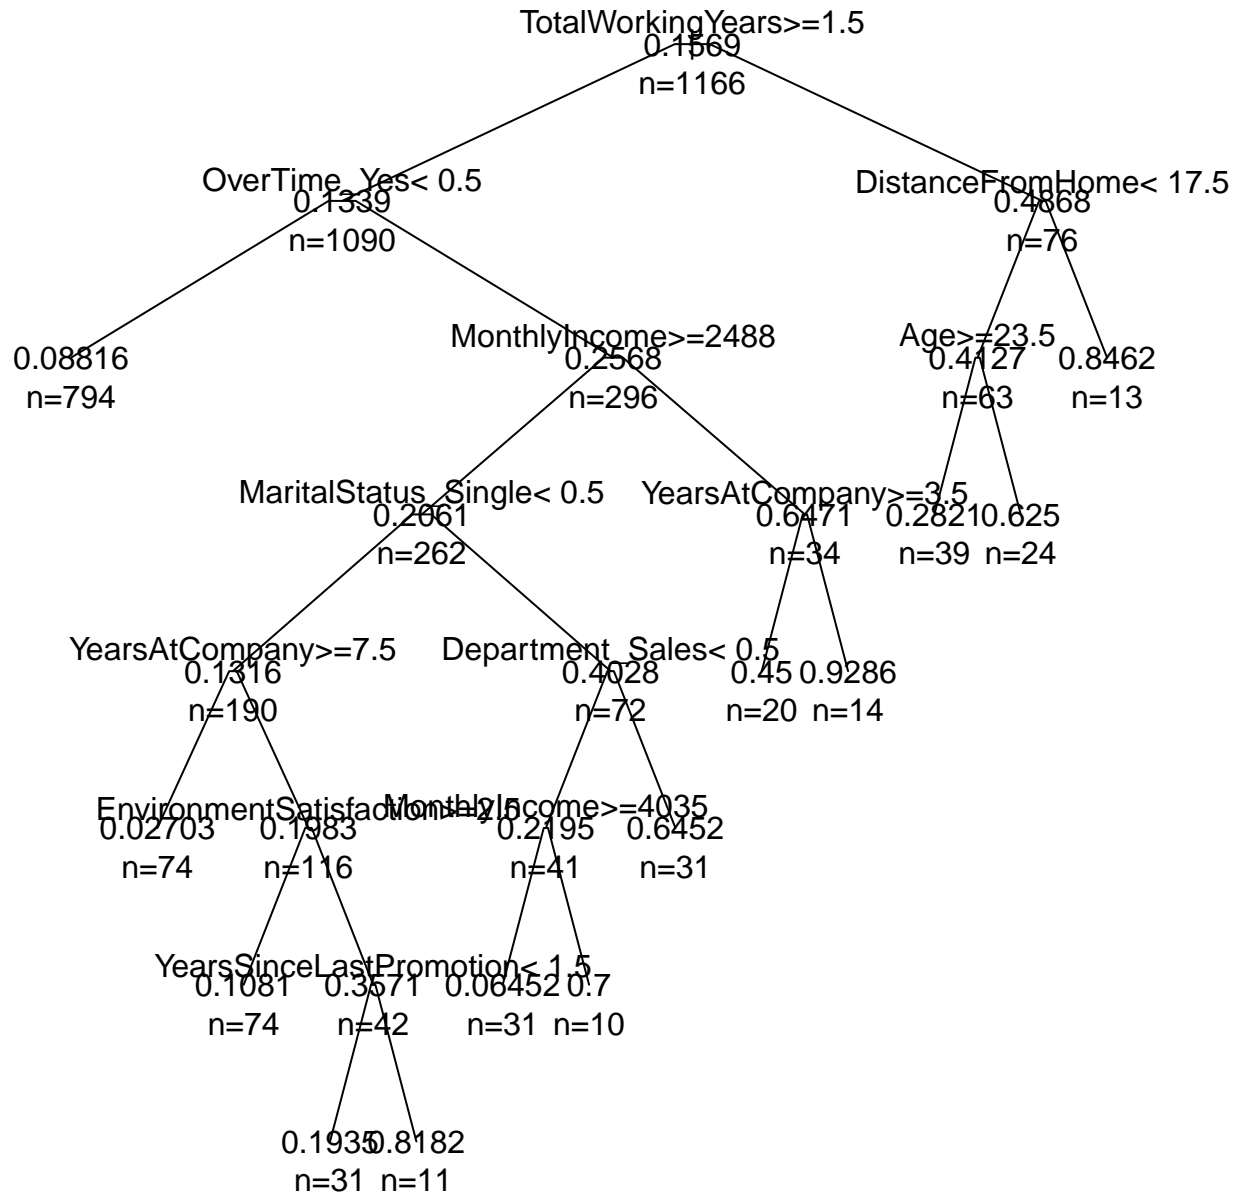 TotalWorkingYears>=1.5
0.1569
n=1166
OverTime_Yes< 0.5
0.1339
n=1090
DistanceFromHome< 17.5
0.4868
n=76
0.08816
n=794
MonthlyIncome>=2488
0.2568
n=296
Age>=23.5
0.4127
n=63
0.8462
n=13
MaritalStatus_Single< 0.5
0.2061
n=262
YearsAtCompany>=3.5
0.6471
n=34
0.2821
n=39
0.625
n=24
YearsAtCompany>=7.5
0.1316
n=190
Department_Sales< 0.5
0.4028
n=72
0.45
n=20
0.9286
n=14
0.02703
n=74
EnvironmentSatisfaction>=2.5
0.1983
n=116
MonthlyIncome>=4035
0.2195
n=41
0.6452
n=31
0.1081
n=74
YearsSinceLastPromotion< 1.5
0.3571
n=42
0.06452
n=31
0.7
n=10
0.1935
n=31
0.8182
n=11